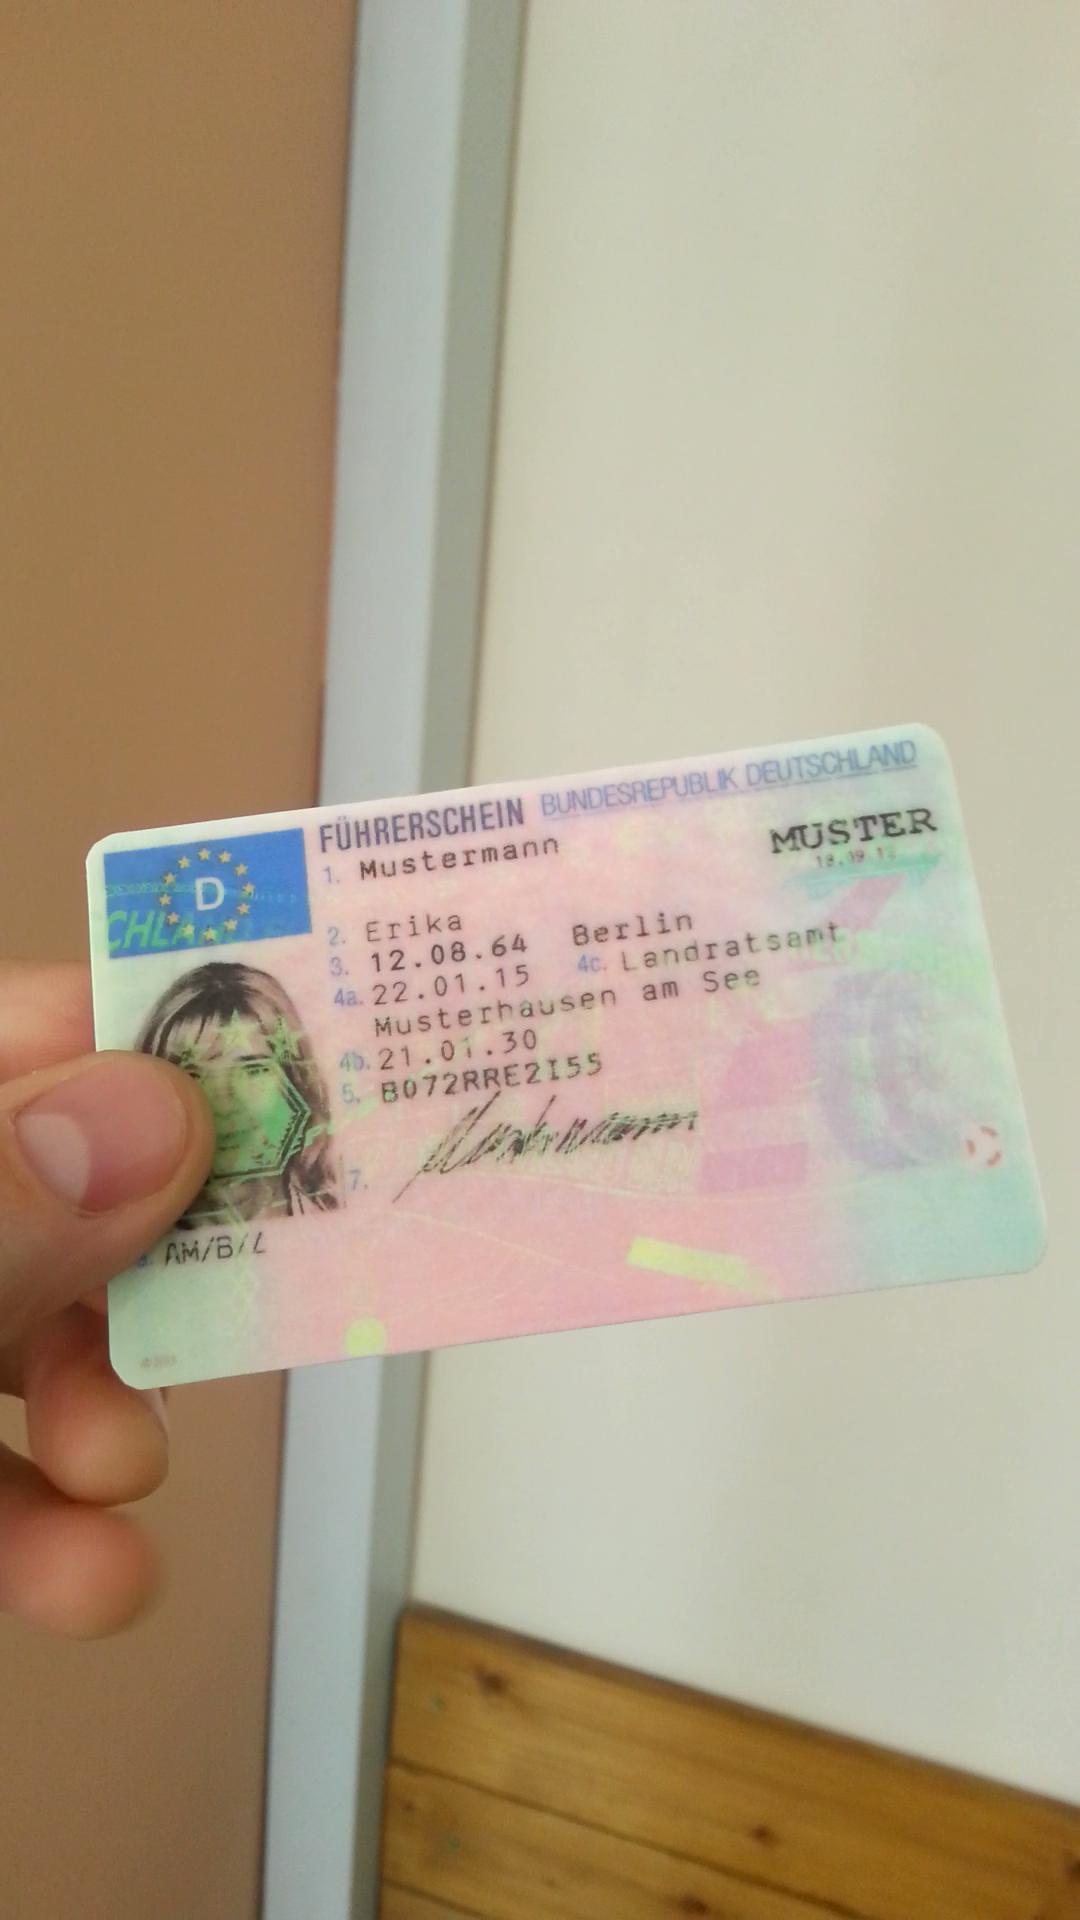 FÜHRERSCHEIN BUNDESREPUBLIK DEUTSCHLAND
D
1. Mustermann
MUSTER
2. Erika
3. 12.08.64 Berlin
4a. 22.01.15 4c. Landratsamt
Musterhausen am See
4b. 21.01.30
5. B072RRE2I55
7. Mustermann
AM/B/L